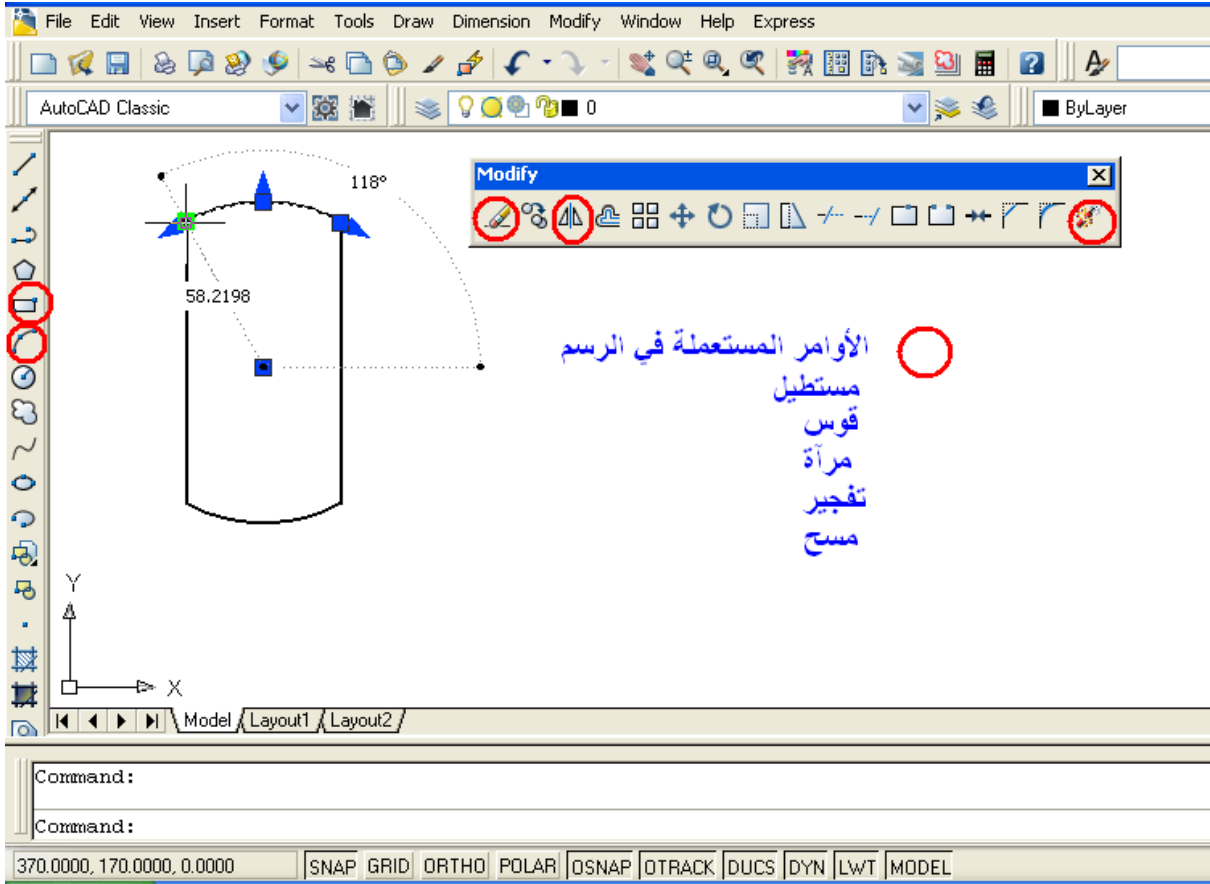 File Edit View Insert Format Tools Draw Dimension Modify Window Help Express
AutoCAD Classic
0
ByLayer
118°
Modify
58.2198
الأوامر المستعملة في الرسم
مستطيل
قوس
مرآة
تفجير
مسح
Y
X
Model Layout1 Layout2
Command:
Command:
370.0000, 170.0000, 0.0000 SNAP GRID ORTHO POLAR OSNAP OTRACK DUCS DYN LWT MODEL